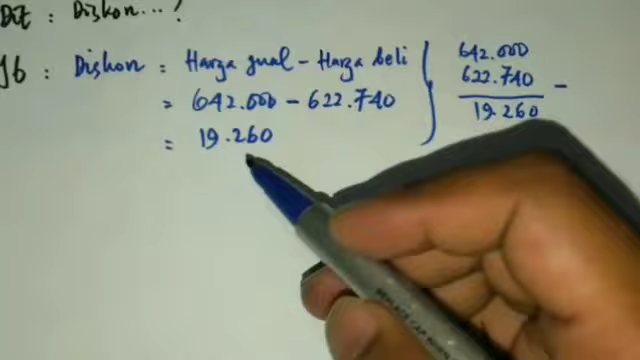 Dit : Diskon...?
Jb : Diskon = Harga jual - Harga beli
= 642.000 - 622.740
= 19.260
642.000
622.740 -
19.260